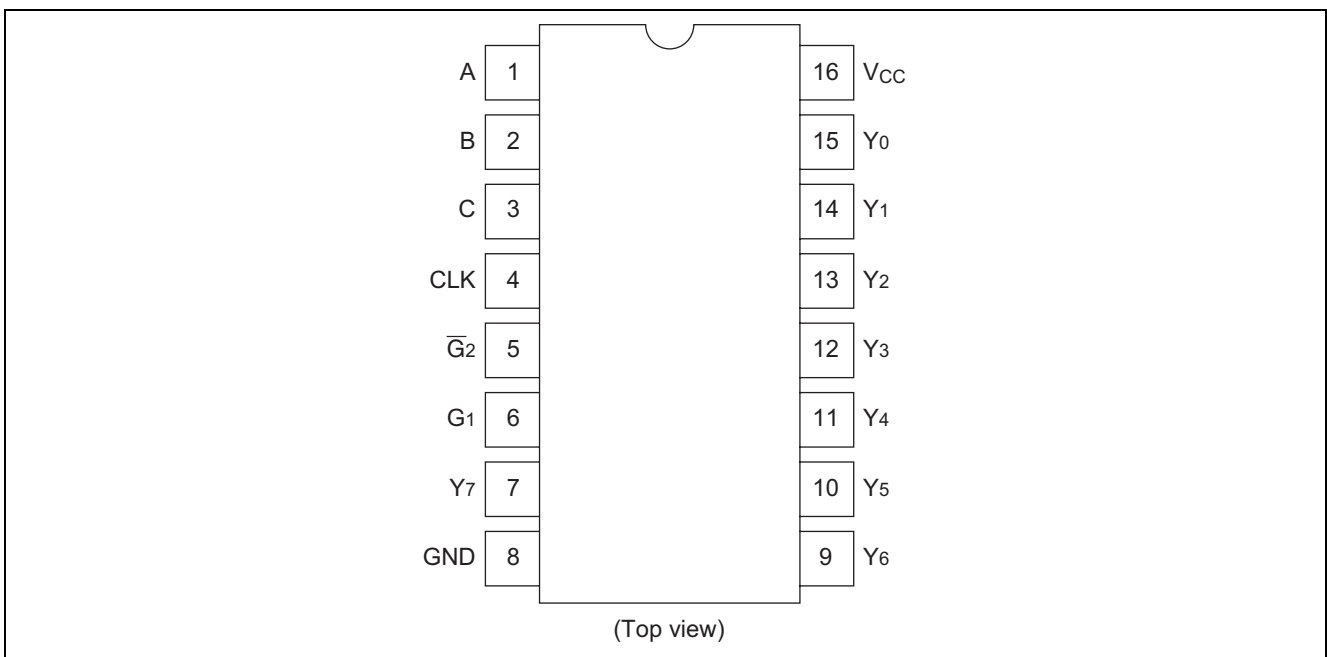 A 1 16 VCC
B 2 15 Y0
C 3 14 Y1
CLK 4 13 Y2
G̅2 5 12 Y3
G1 6 11 Y4
Y7 7 10 Y5
GND 8 9 Y6
(Top view)